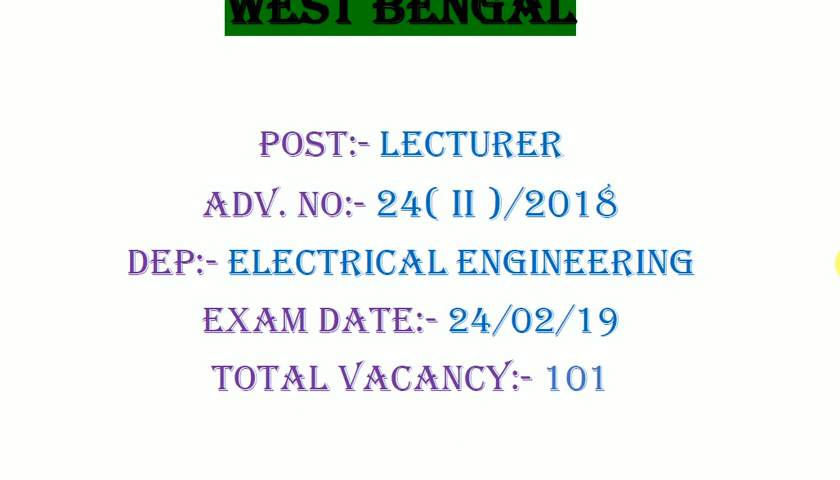 WEST BENGAL
POST:- LECTURER
ADV. NO:- 24( II )/2018
DEP:- ELECTRICAL ENGINEERING
EXAM DATE:- 24/02/19
TOTAL VACANCY:- 101